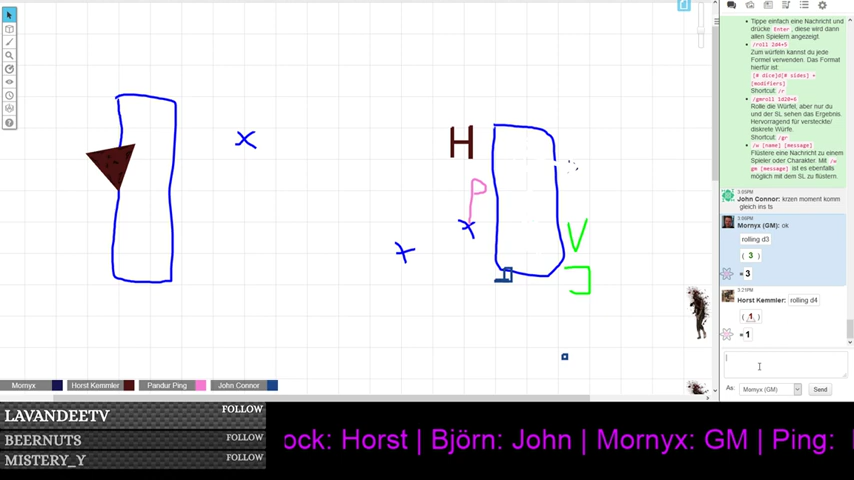 • Tippe einfach eine Nachricht und
drücke Enter, diese wird dann
allen Spielern angezeigt
• /roll 2d4+5
Zum würfeln kannst du jede
Formel verwenden. Das Format
hierfür ist
[# dice]d[# sides] +
[modifiers]
Shortcut: /r
• /gmroll 1d20+6
Rolle die Würfel, aber nur du
und der SL sehen das Ergebnis.
Hervorragend für versteckte/
diskrete Würfe.
Shortcut: /gr
• /w [name] [message]
Flüstere eine Nachricht zu einem
Spieler oder Charakter. Mit /w
gm [message] ist es ebenfalls
möglich mit dem SL zu flüstern.
3:05PM
John Connor: krzen moment komm
gleich ins ts
3:06PM
Mornyx (GM): ok
rolling d3
( 3 )
= 3
3:21PM
Horst Kemmler: rolling d4
( 1 )
= 1
As: Mornyx (GM) Send
H
P
x
x
x
V
J
Mornyx Horst Kemmler Pandur Ping John Connor
LAVANDEETV FOLLOW
BEERNUTS FOLLOW
MISTERY_Y FOLLOW
ock: Horst | Björn: John | Mornyx: GM | Ping: